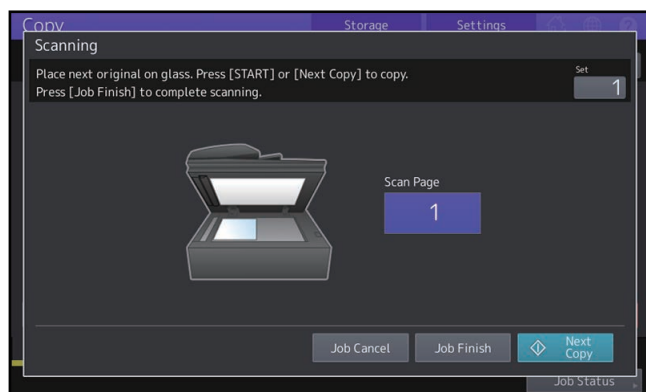 Copy
Storage
Settings
Scanning
Place next original on glass. Press [START] or [Next Copy] to copy.
Press [Job Finish] to complete scanning.
Set
1
Scan Page
1
Job Cancel
Job Finish
Next
Copy
Job Status